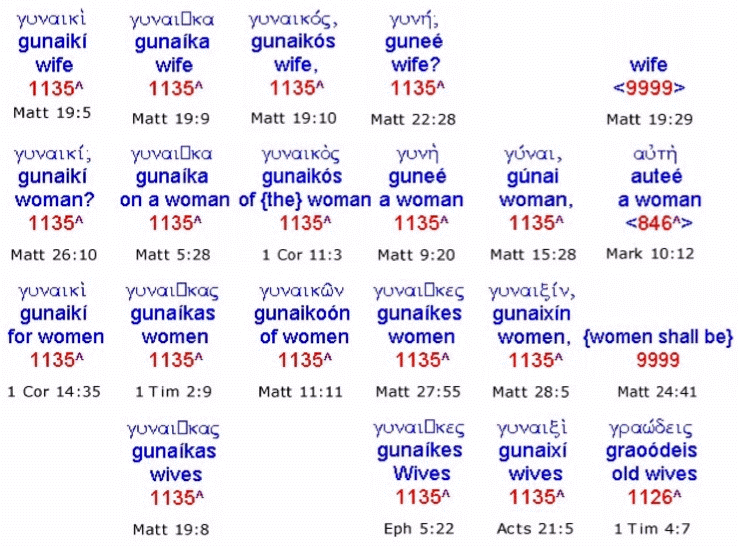 γυναικὶ γυναι□κα γυναικός, γυνή;
gunaikí gunaíka gunaikós guneé
wife wife wife, wife? wife
1135^ 1135^ 1135^ 1135^ <9999>
Matt 19:5 Matt 19:9 Matt 19:10 Matt 22:28 Matt 19:29
γυναικί; γυναι□κα γυναικὸς γυνὴ γύναι, αὐτὴ
gunaikí gunaíka gunaikós guneé gúnai auteé
woman? on a woman of {the} woman a woman woman, a woman
1135^ 1135^ 1135^ 1135^ 1135^ <846^>
Matt 26:10 Matt 5:28 1 Cor 11:3 Matt 9:20 Matt 15:28 Mark 10:12
γυναικὶ γυναι□κας γυναικῶν γυναι□κες γυναιξίν,
gunaikí gunaíkas gunaikoón gunaíkes gunaixín
for women women of women women women, {women shall be}
1135^ 1135^ 1135^ 1135^ 1135^ 9999
1 Cor 14:35 1 Tim 2:9 Matt 11:11 Matt 27:55 Matt 28:5 Matt 24:41
γυναι□κας γυναι□κες γυναιξὶ γραώδεις
gunaíkas gunaíkes gunaixí graoódeis
wives Wives wives old wives
1135^ 1135^ 1135^ 1126^
Matt 19:8 Eph 5:22 Acts 21:5 1 Tim 4:7